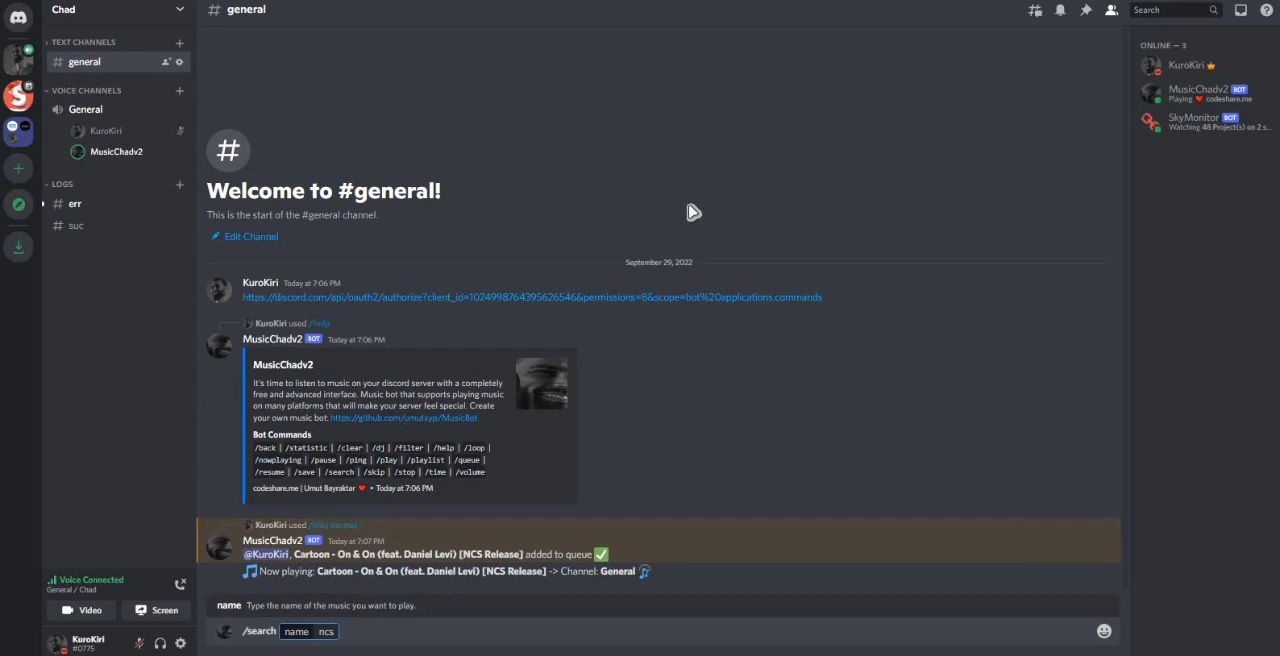 Chad
# general
Search
TEXT CHANNELS
# general
VOICE CHANNELS
General
KuroKiri
MusicChadv2
LOGS
# err
# suc
Welcome to #general!
This is the start of the #general channel.
Edit Channel
September 29, 2022
KuroKiri Today at 7:06 PM
https://discord.com/api/oauth2/authorize?client_id=1024998764395626546&permissions=8&scope=bot%20applications.commands
KuroKiri used /help
MusicChadv2 BOT Today at 7:06 PM
MusicChadv2
It's time to listen to music on your discord server with a completely
free and advanced interface. Music bot that supports playing music
on many platforms that will make your server feel special. Create
your own music bot: https://github.com/umutxyp/MusicBot
Bot Commands
/back | /statistic | /clear | /dj | /filter | /help | /loop |
/nowplaying | /pause | /ping | /play | /playlist | /queue |
/resume | /save | /search | /skip | /stop | /time | /volume
codeshare.me | Umut Bayraktar ❤️ • Today at 7:06 PM
KuroKiri used /play normal
MusicChadv2 BOT Today at 7:07 PM
@KuroKiri, Cartoon - On & On (feat. Daniel Levi) [NCS Release] added to queue ✅
🎵 Now playing: Cartoon - On & On (feat. Daniel Levi) [NCS Release] -> Channel: General 🎧
name Type the name of the music you want to play.
/search name ncs
Voice Connected
General / Chad
Video Screen
KuroKiri
#0775
ONLINE — 3
KuroKiri
MusicChadv2 BOT
Playing ❤️ codeshare.me
SkyMonitor BOT
Watching 48 Project(s) on 2 s...